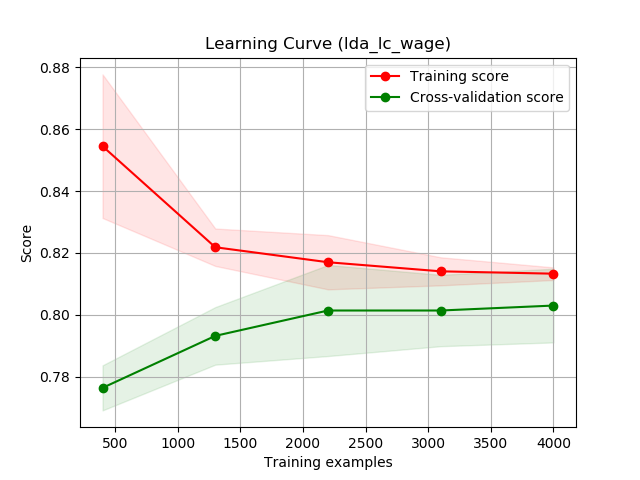 Learning Curve (lda_lc_wage)
Training score
Cross-validation score
0.88
0.86
0.84
0.82
0.80
0.78
Score
500 1000 1500 2000 2500 3000 3500 4000
Training examples